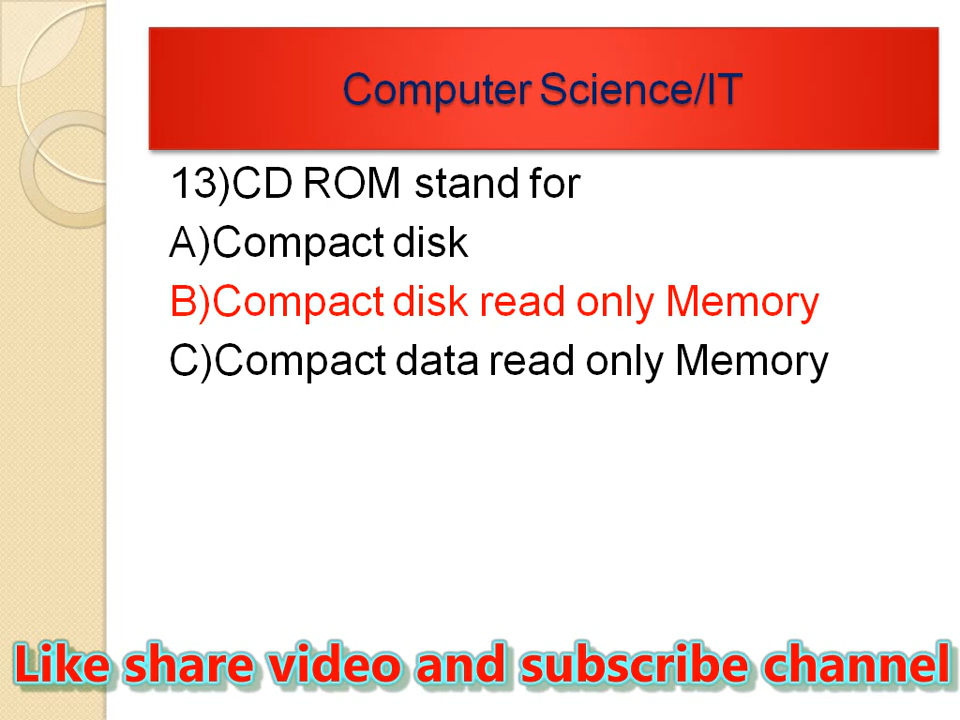 Computer Science/IT
13)CD ROM stand for
A)Compact disk
B)Compact disk read only Memory
C)Compact data read only Memory
Like share video and subscribe channel